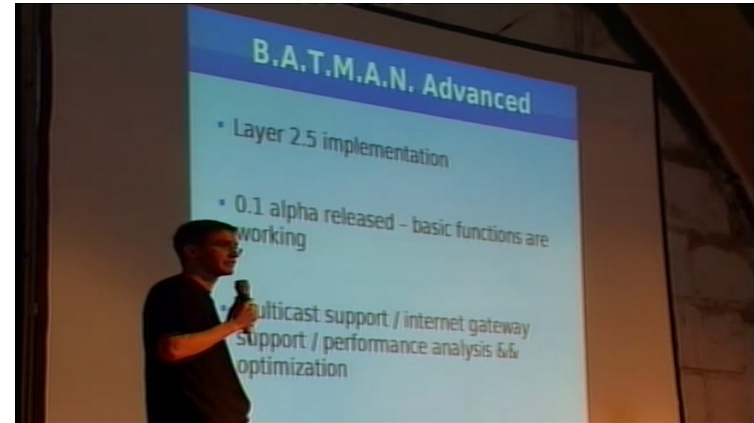 B.A.T.M.A.N. Advanced
Layer 2.5 implementation
0.1 alpha released – basic functions are
working
ulticast support / internet gateway
support / performance analysis &&
optimization